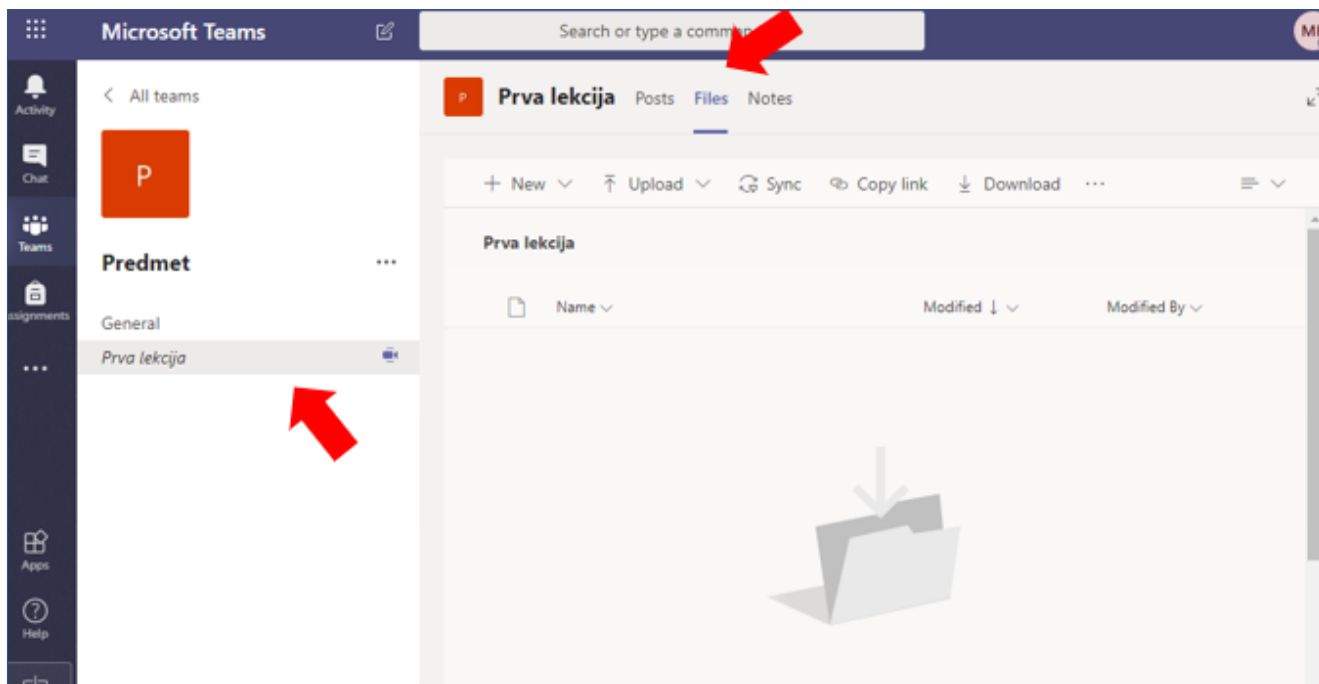 Microsoft Teams
Search or type a comman
Activity
Chat
Teams
ssignments
Apps
Help
All teams
P
Predmet
General
Prva lekcija
P Prva lekcija Posts Files Notes
New Upload Sync Copy link Download
Prva lekcija
Name Modified Modified By